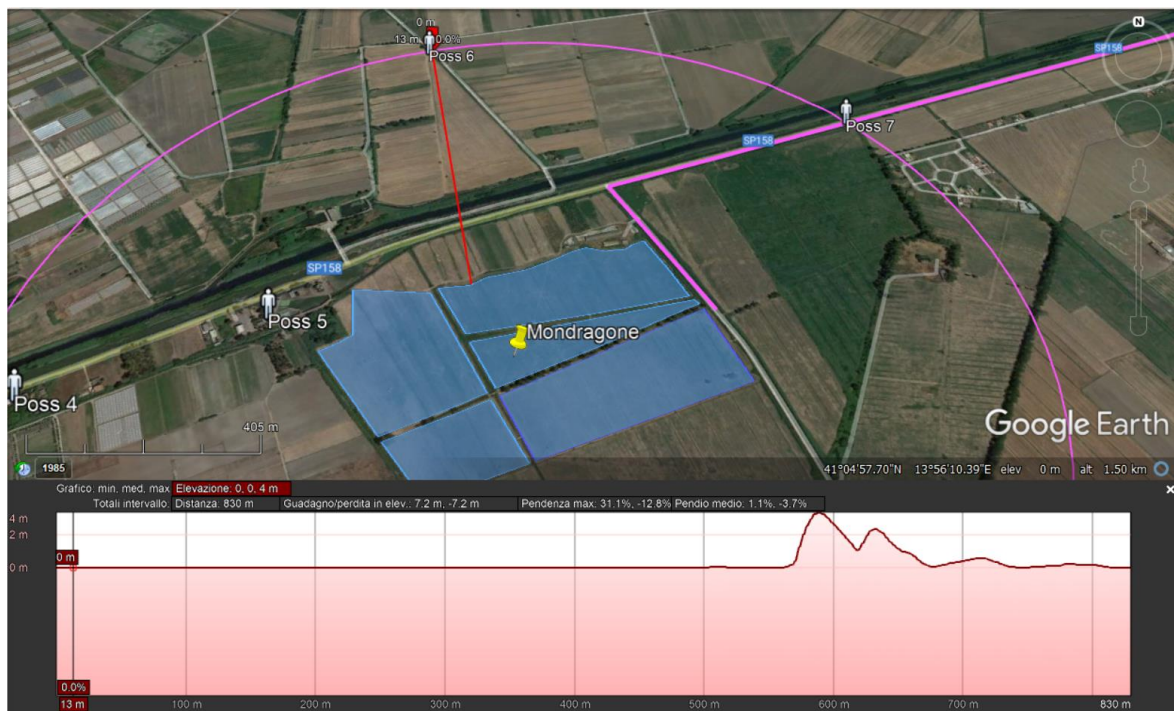 0 m
N
13 m 0.0%
Poss 6
SP158
Poss 7
SP158
SP158
Poss 5
Mondragone
Poss 4
405 m
Google Earth
1985
41°04'57.70"N 13°56'10.39"E elev 0 m alt 1.50 km
Grafico: min. med. max. Elevazione: 0, 0, 4 m
Totali intervallo: Distanza: 830 m Guadagno/perdita in elev.: 7.2 m, -7.2 m Pendenza max: 31.1%, -12.8% Pendio medio: 1.1%, -3.7%
4 m
2 m
0 m
0 m
0.0%
13 m 100 m 200 m 300 m 400 m 500 m 600 m 700 m 830 m